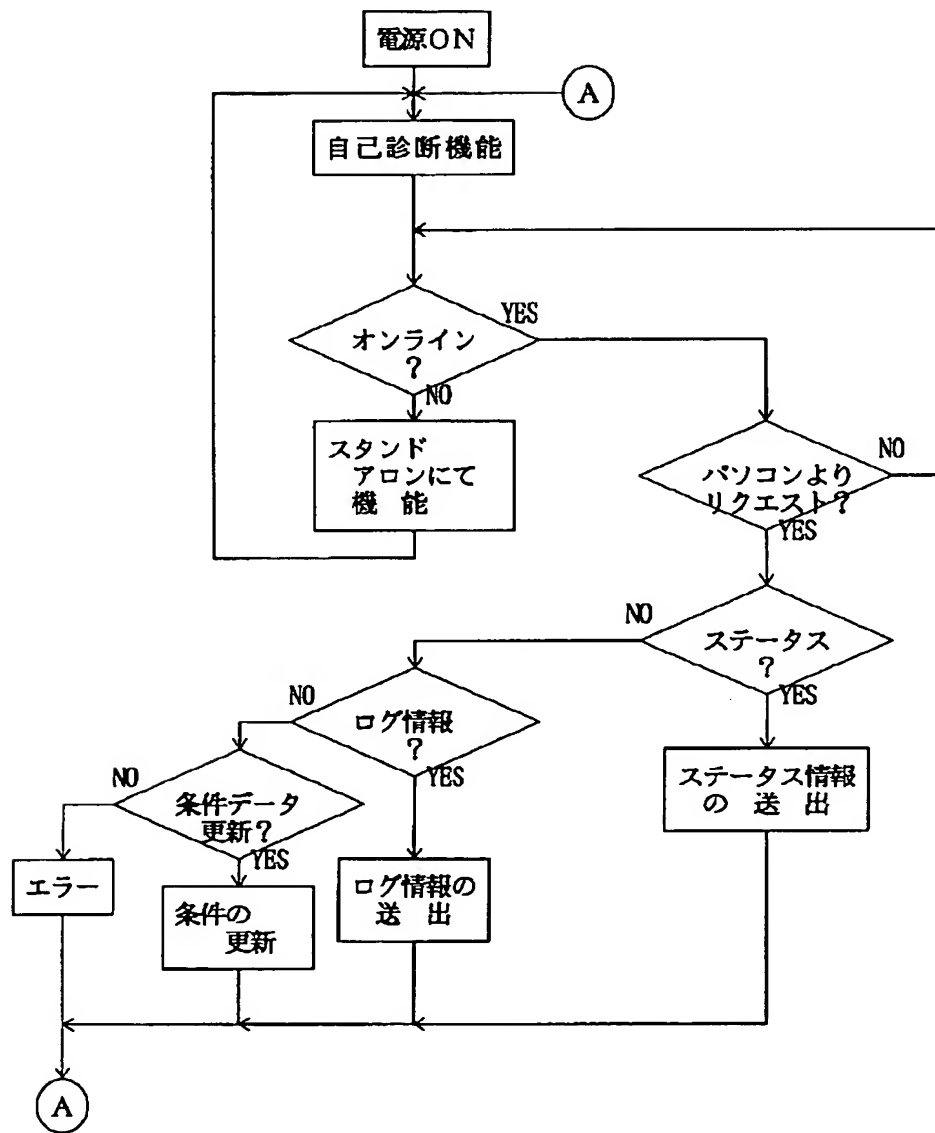 電源ON
A
自己診断機能
YES
オンライン
?
NO
スタンド
アロンにて
機 能
NO
パソコンより
リクエスト?
YES
NO
ステータス
?
YES
NO
ログ情報
?
YES
ステータス情報
の 送 出
NO
条件データ
更新?
YES
エラー
条件の
更新
ログ情報の
送 出
A